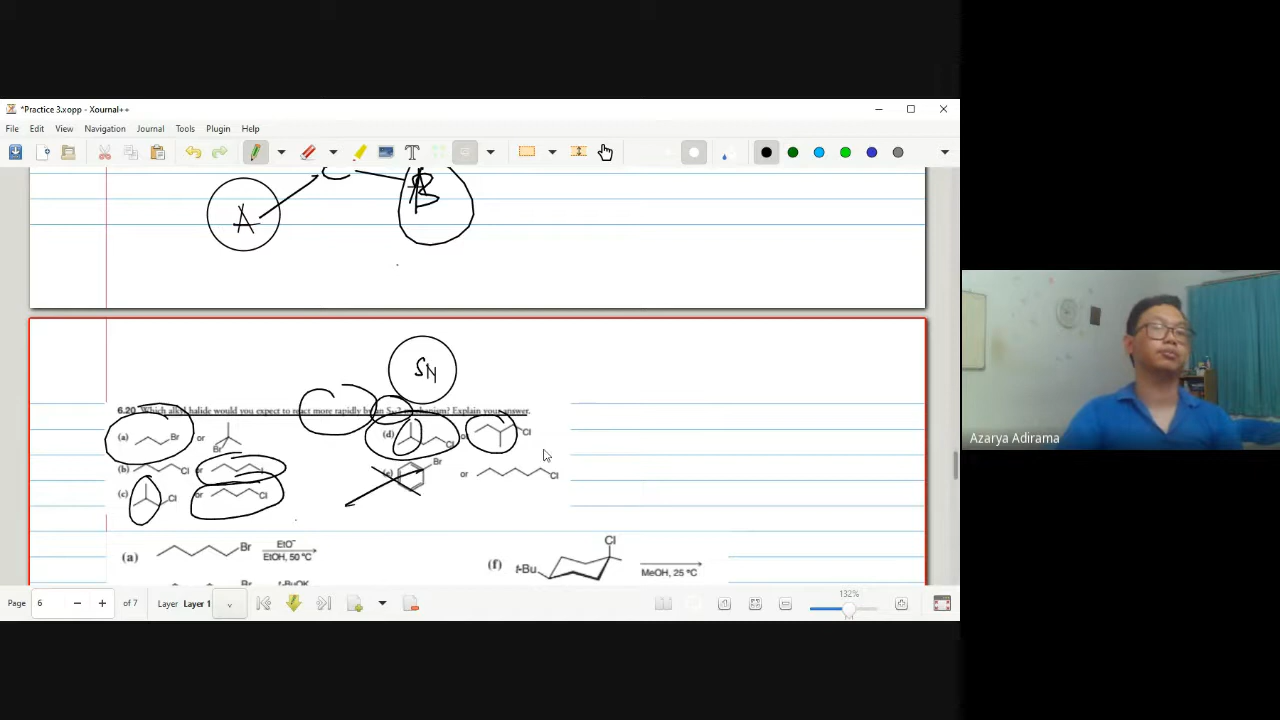 *Practice 3.xopp - Xournal++
File Edit View Navigation Journal Tools Plugin Help
A
B
SN
6.20 Which alkyl halide would you expect to react more rapidly by an SN2 mechanism? Explain your answer.
(a) Br or Br
(d) Cl or Cl
(b) Cl or I
Br or Cl
(c) Cl or Cl
(a) Br EtO⁻ EtOH, 50 ºC
(f) t-Bu Cl MeOH, 25 ºC
Br t-BuOK
Page 6 of 7 Layer Layer 1 132%
Azarya Adirama